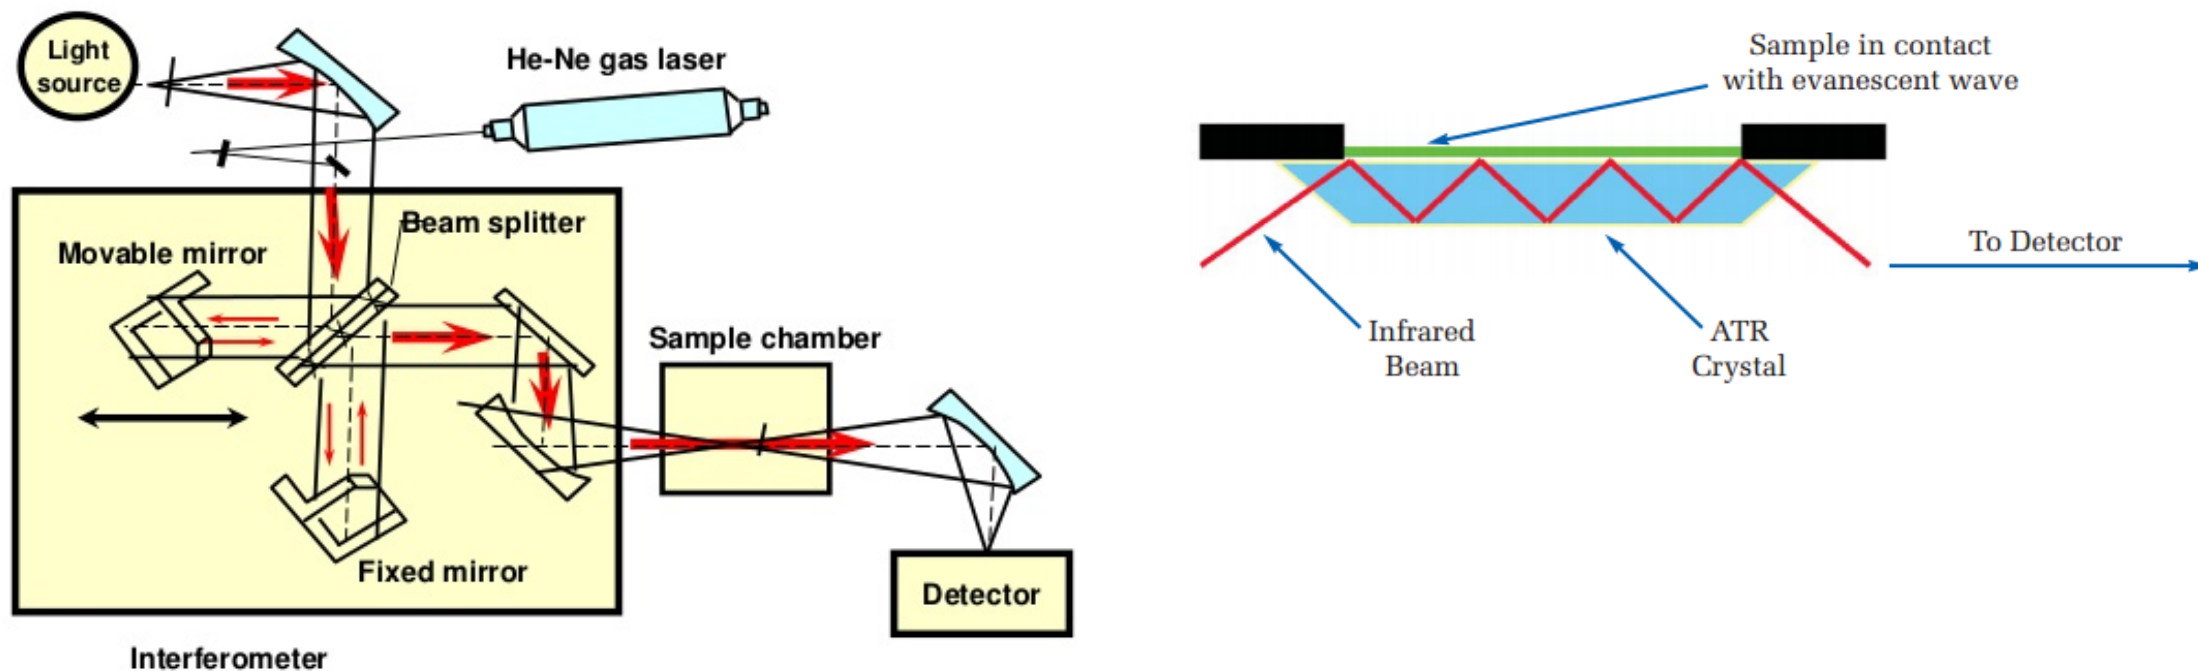 Light
source
He-Ne gas laser
Beam splitter
Movable mirror
Sample chamber
Fixed mirror
Detector
Interferometer
Sample in contact
with evanescent wave
To Detector
Infrared
Beam
ATR
Crystal